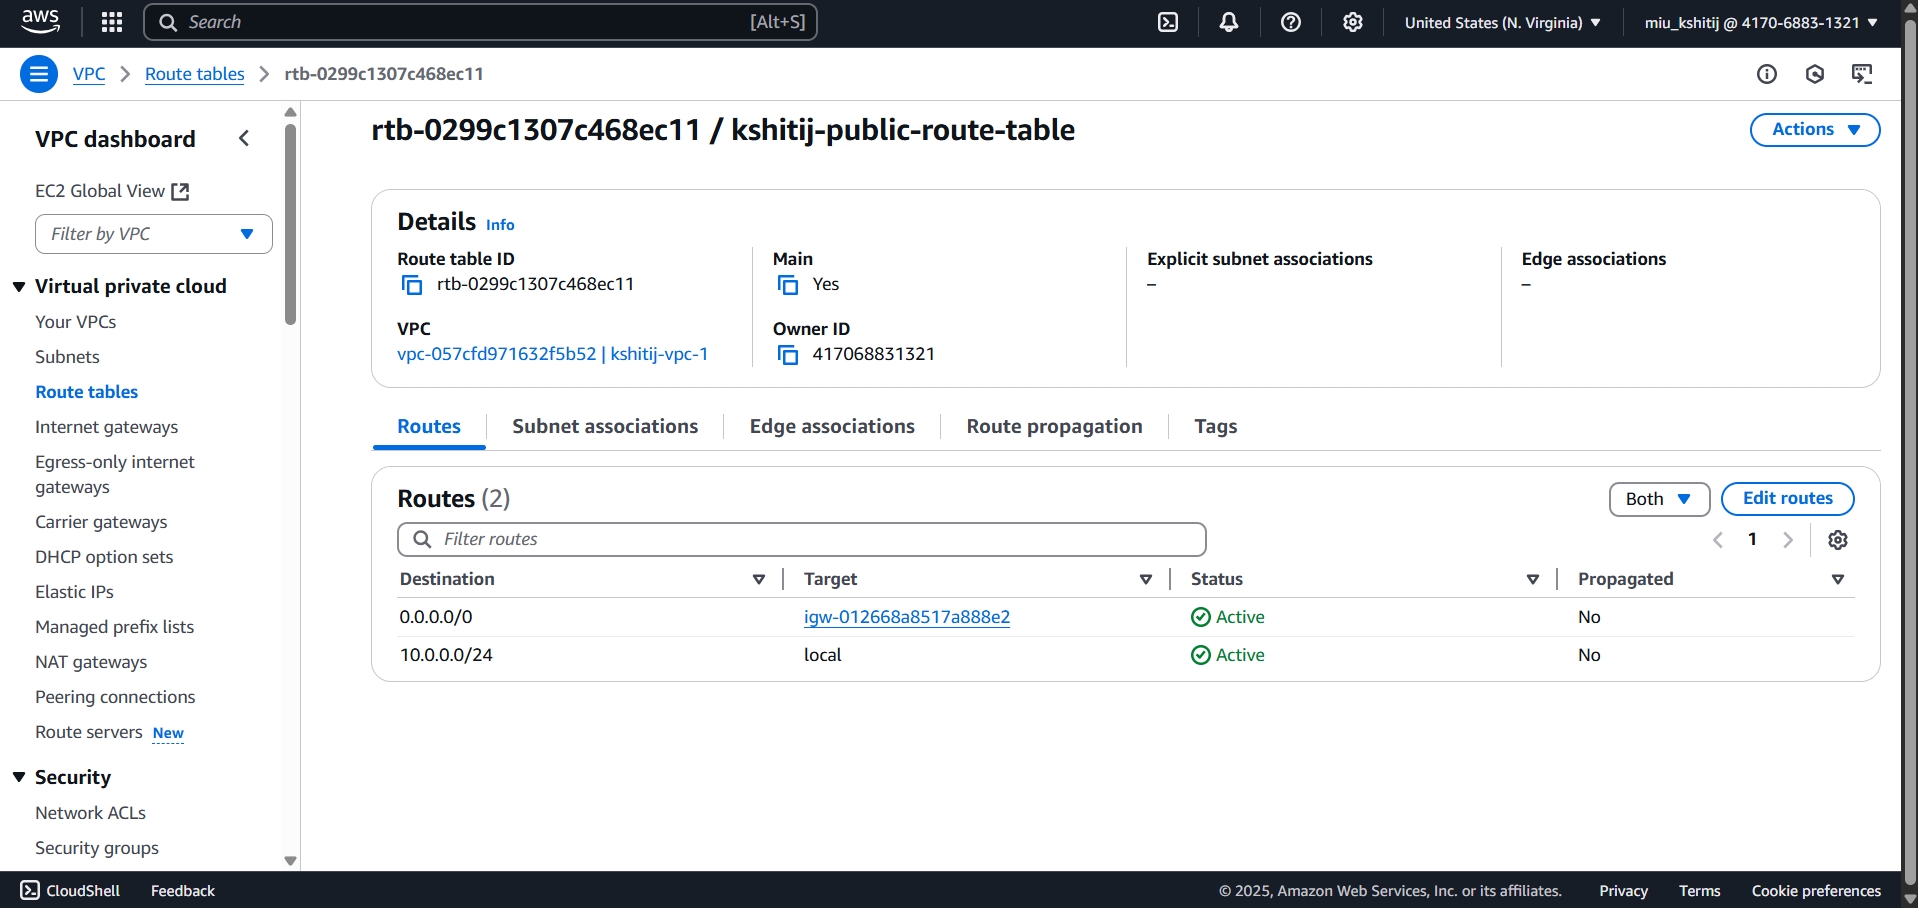 aws
Search [Alt+S]
United States (N. Virginia)
miu_kshitij @ 4170-6883-1321
VPC
Route tables
rtb-0299c1307c468ec11
VPC dashboard
EC2 Global View
Filter by VPC
Virtual private cloud
Your VPCs
Subnets
Route tables
Internet gateways
Egress-only internet
gateways
Carrier gateways
DHCP option sets
Elastic IPs
Managed prefix lists
NAT gateways
Peering connections
Route servers New
Security
Network ACLs
Security groups
rtb-0299c1307c468ec11 / kshitij-public-route-table
Actions
Details Info
Route table ID
rtb-0299c1307c468ec11
Main
Yes
Explicit subnet associations
–
Edge associations
–
VPC
vpc-057cfd971632f5b52 | kshitij-vpc-1
Owner ID
417068831321
Routes
Subnet associations
Edge associations
Route propagation
Tags
Routes (2)
Both
Edit routes
Filter routes
1
Destination Target Status Propagated
0.0.0.0/0 igw-012668a8517a888e2 Active No
10.0.0.0/24 local Active No
CloudShell
Feedback
© 2025, Amazon Web Services, Inc. or its affiliates.
Privacy
Terms
Cookie preferences